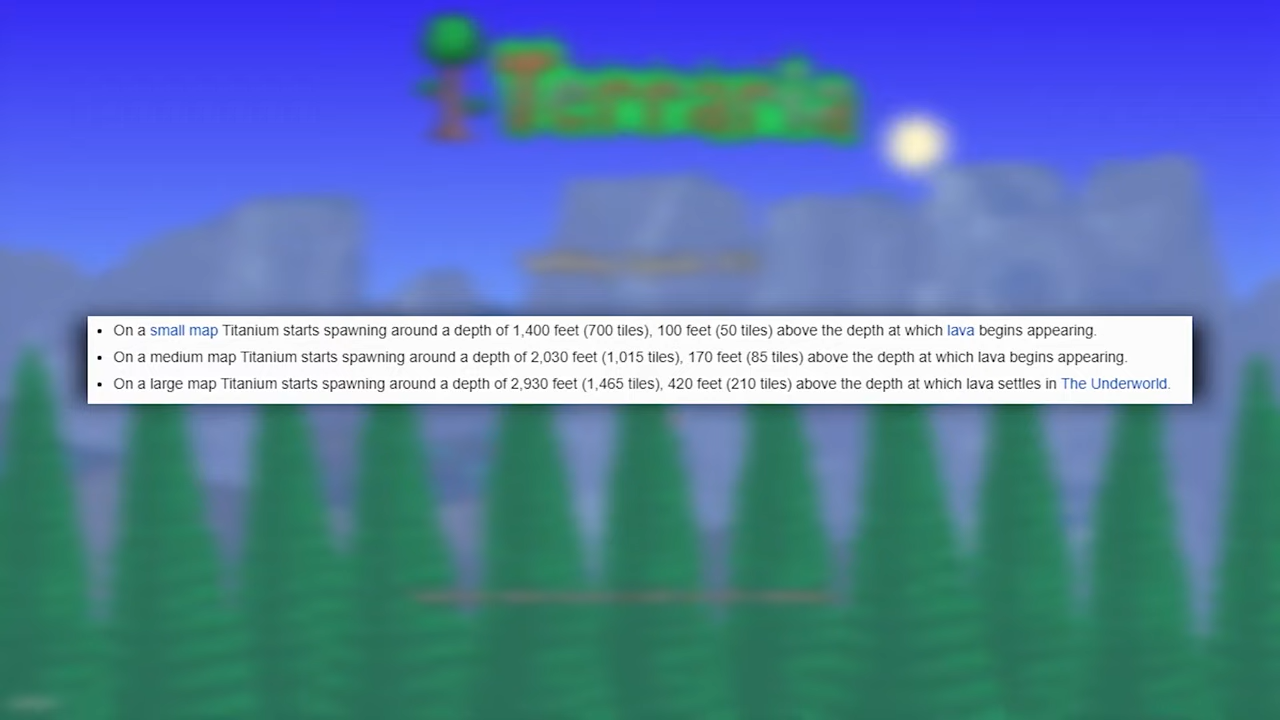 Terraria
On a small map Titanium starts spawning around a depth of 1,400 feet (700 tiles), 100 feet (50 tiles) above the depth at which lava begins appearing.
On a medium map Titanium starts spawning around a depth of 2,030 feet (1,015 tiles), 170 feet (85 tiles) above the depth at which lava begins appearing.
On a large map Titanium starts spawning around a depth of 2,930 feet (1,465 tiles), 420 feet (210 tiles) above the depth at which lava settles in The Underworld.